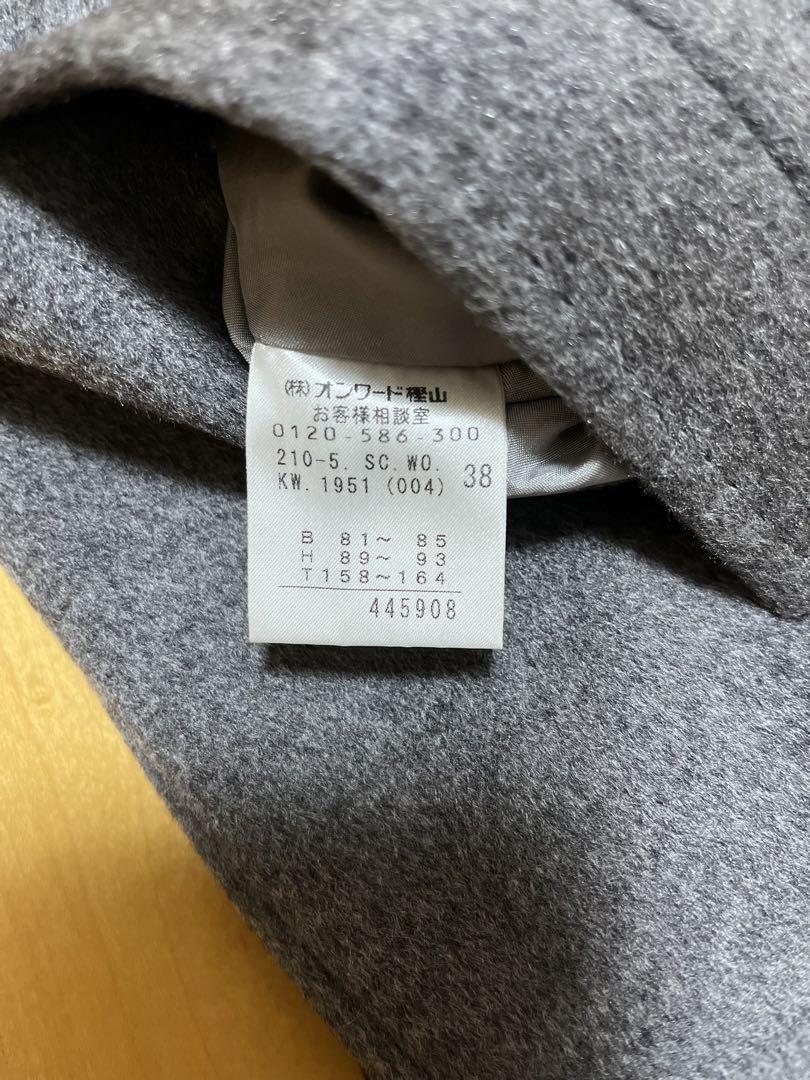 (株)オンワード樫山
お客様相談室
0120-586-300
210-5. SC. WO.
KW. 1951 (004) 38
B 81～ 85
H 89～ 93
T158～164
445908